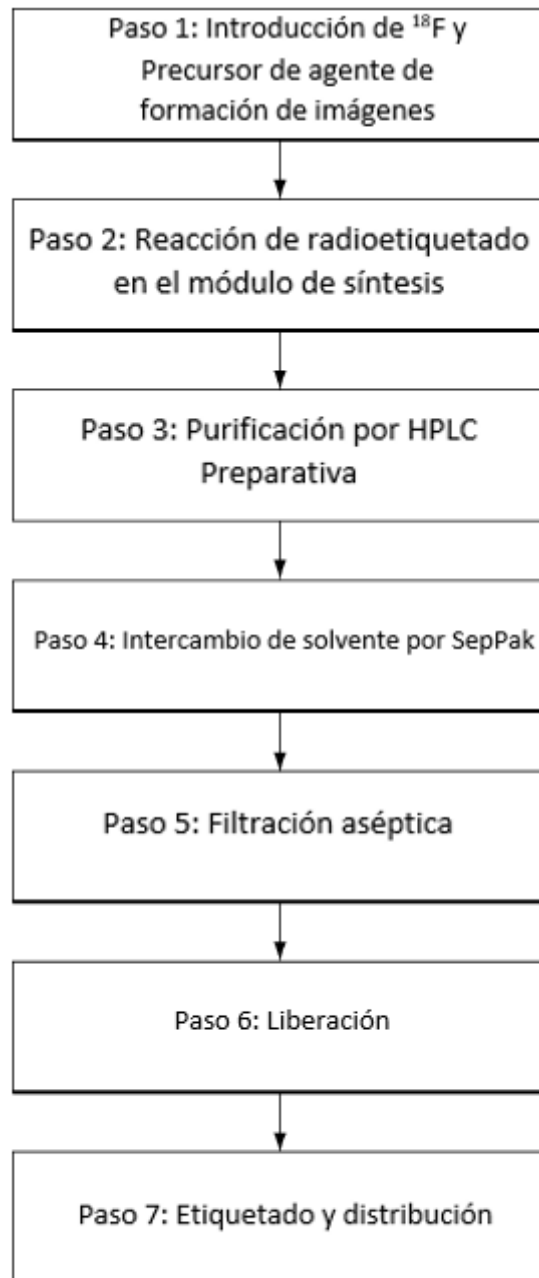 Paso 1: Introducción de ¹⁸F y
Precursor de agente de
formación de imágenes
Paso 2: Reacción de radioetiquetado
en el módulo de síntesis
Paso 3: Purificación por HPLC
Preparativa
Paso 4: Intercambio de solvente por SepPak
Paso 5: Filtración aséptica
Paso 6: Liberación
Paso 7: Etiquetado y distribución